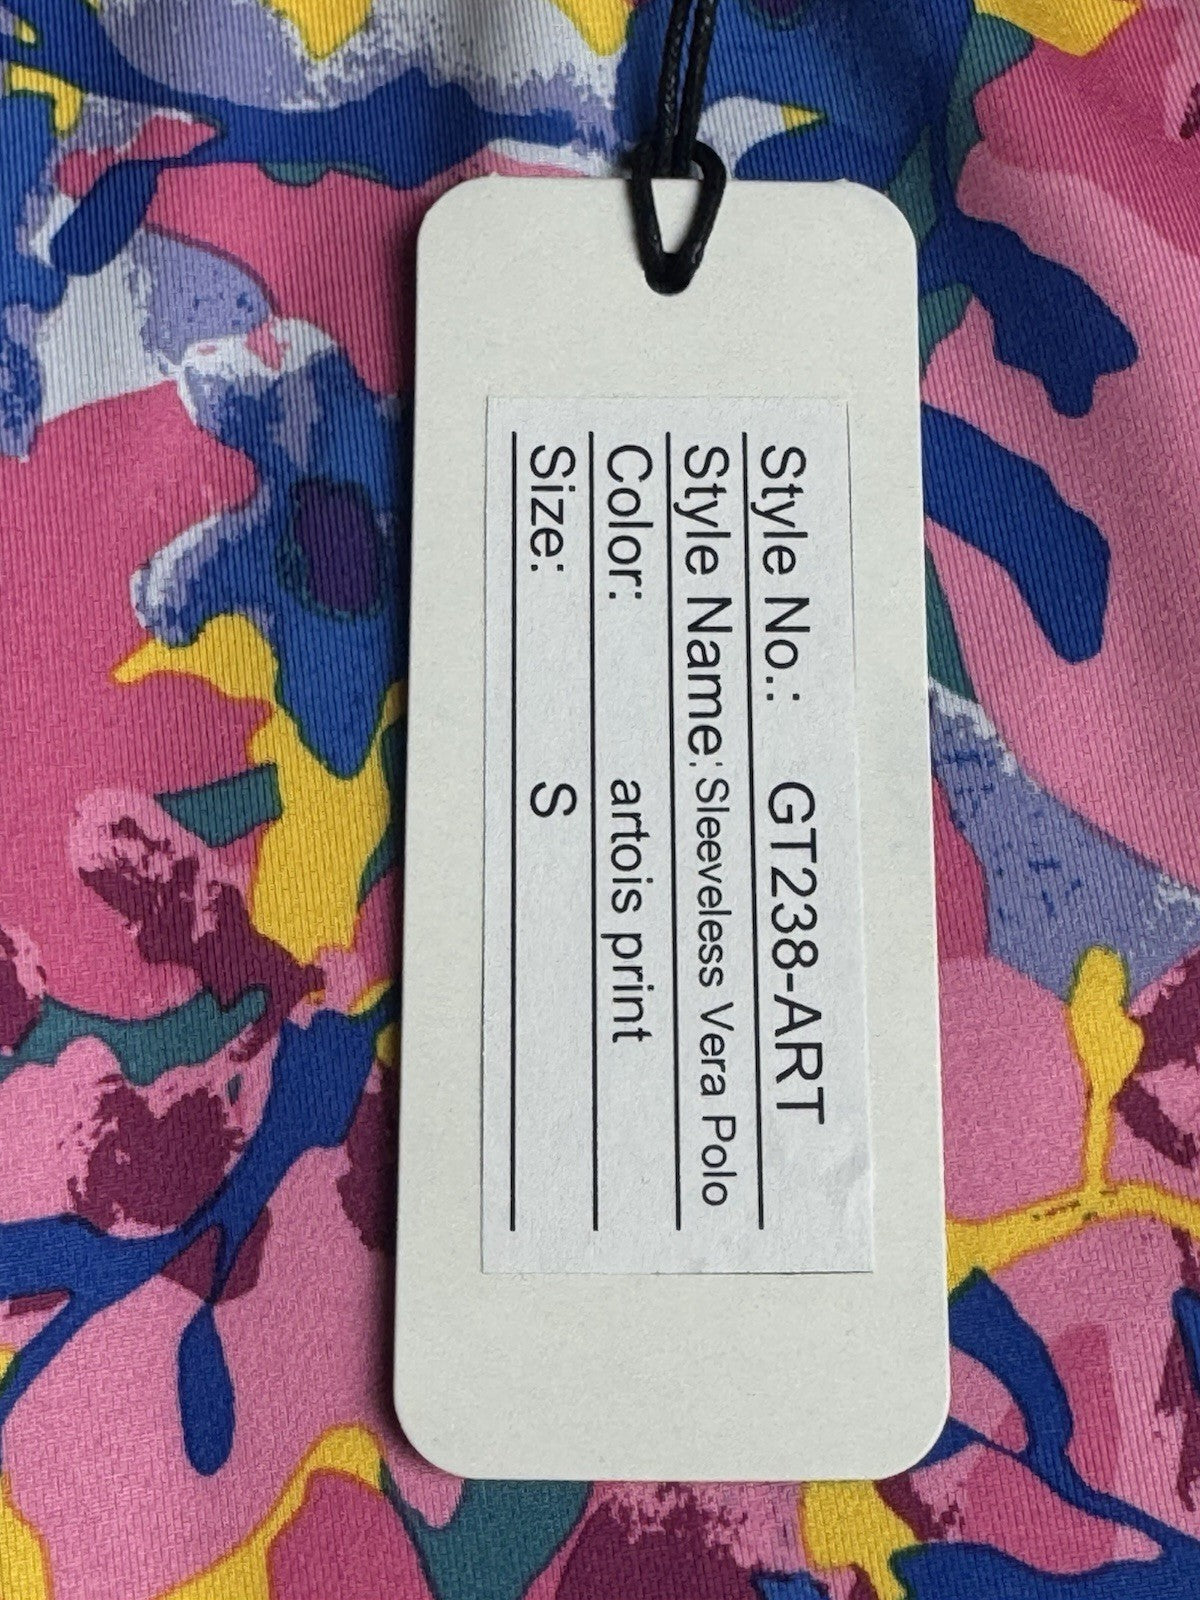 Style No.: GT238-ART
Style Name: Sleeveless Vera Polo
Color: artois print
Size: S